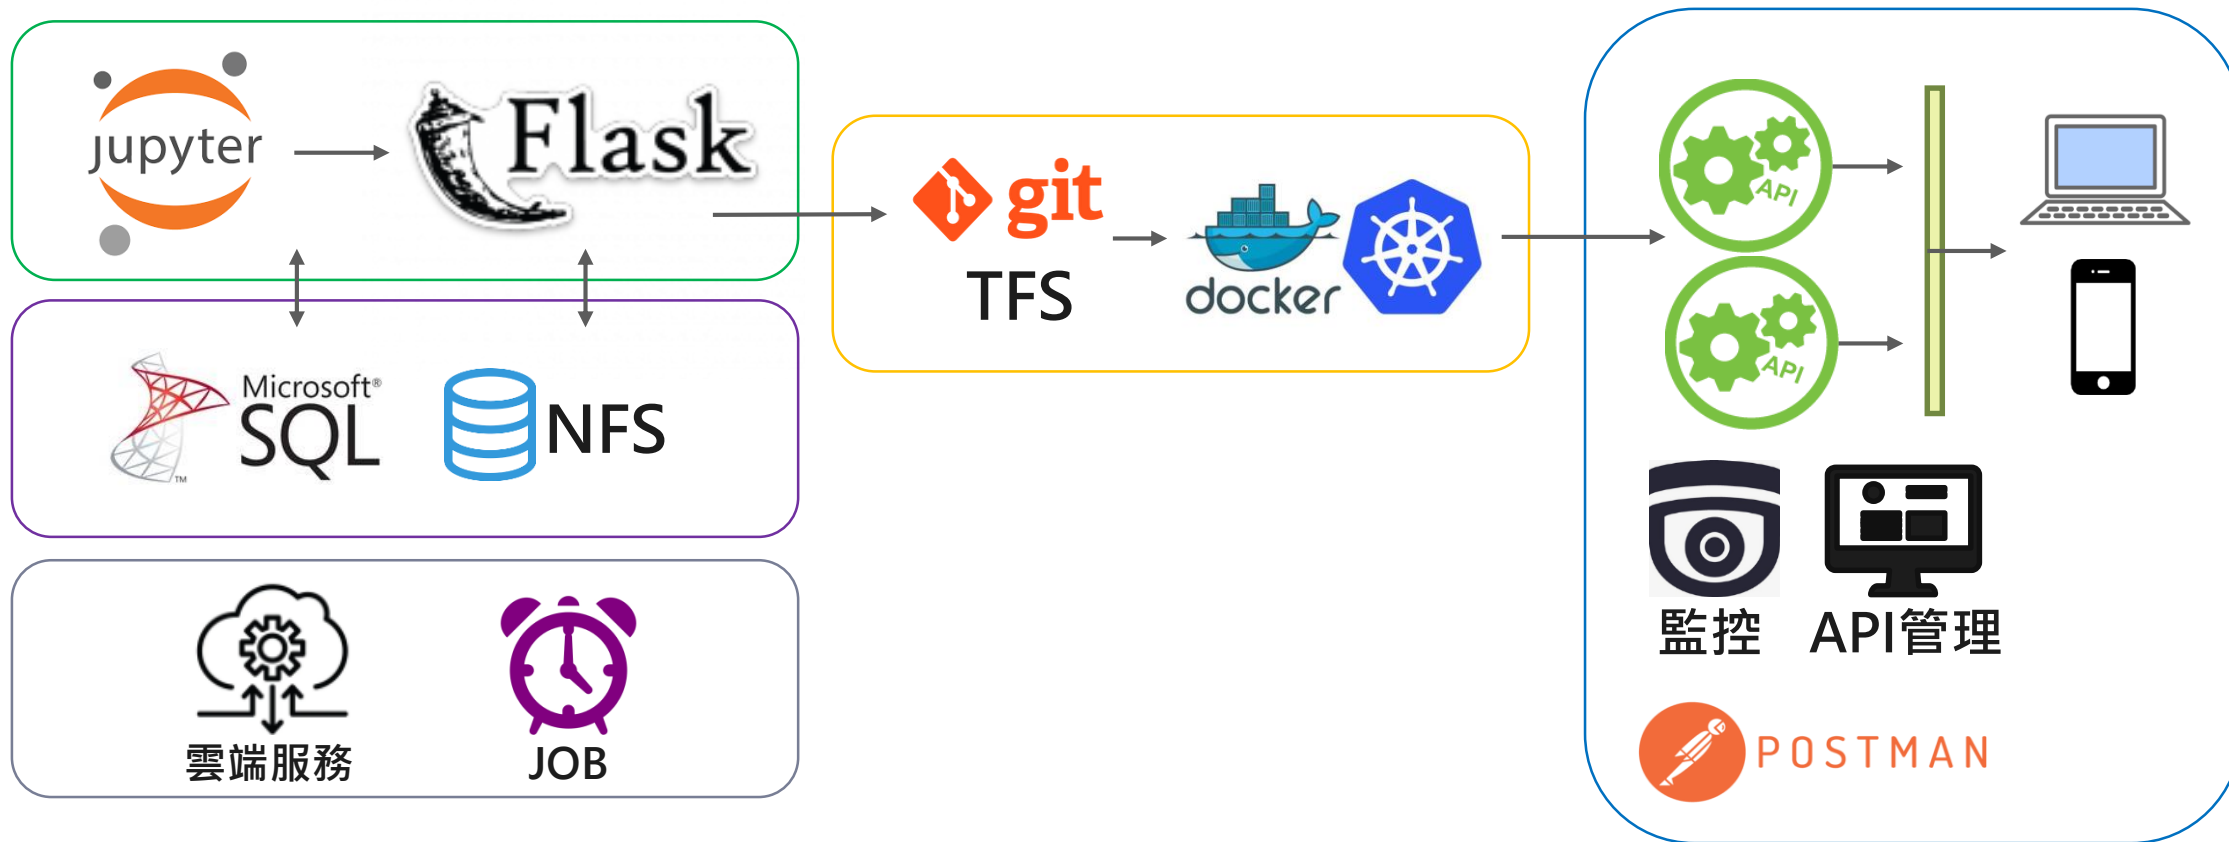 jupyter
Flask
git
TFS
docker
Microsoft®
SQL
TM
NFS
雲端服務
JOB
API
API
監控
API管理
POSTMAN